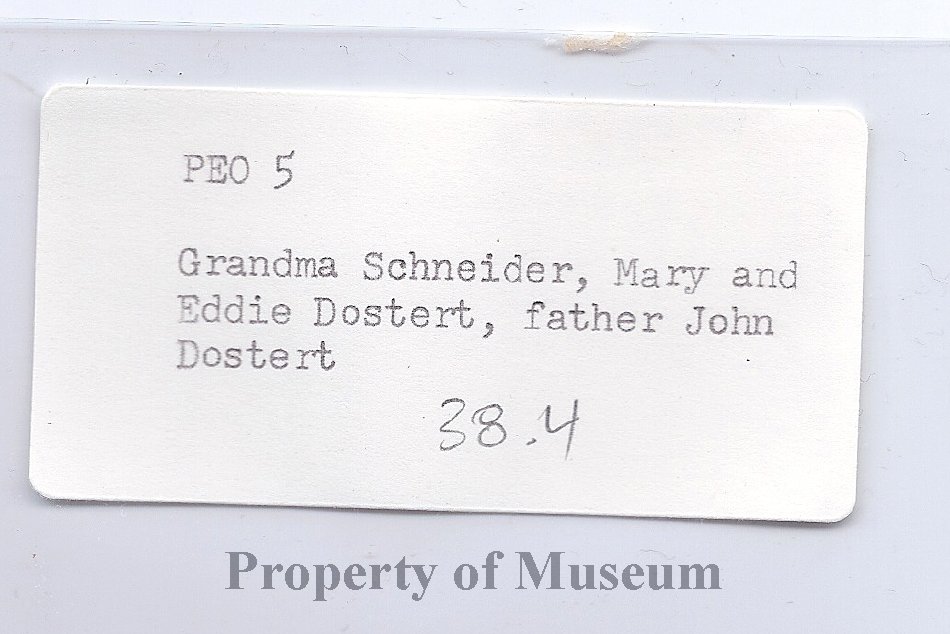 PEO 5
Grandma Schneider, Mary and
Eddie Dostert, father John
Dostert
38.4
Property of Museum